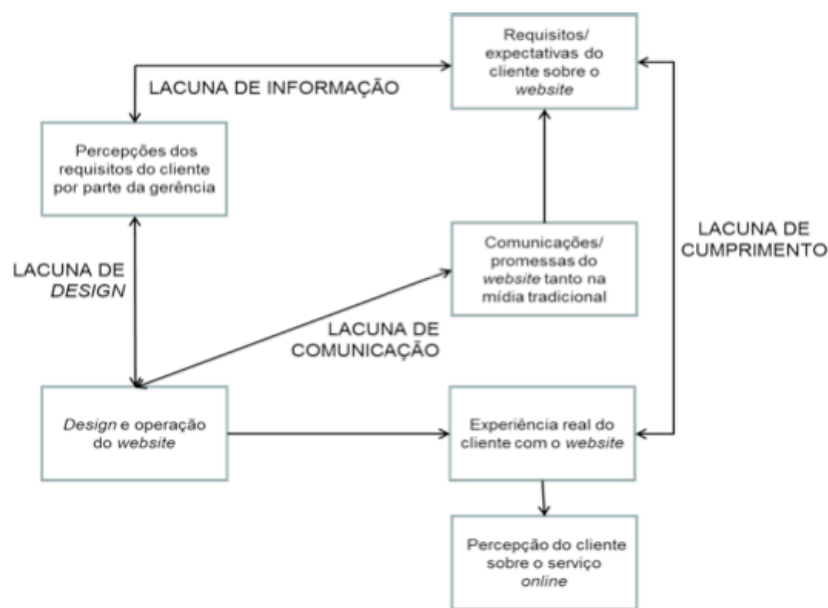 Requisitos/
expectativas do
cliente sobre o
website
LACUNA DE INFORMAÇÃO
Percepções dos
requisitos do cliente
por parte da gerência
LACUNA DE
CUMPRIMENTO
Comunicações/
promessas do
website tanto na
mídia tradicional
LACUNA DE
DESIGN
LACUNA DE
COMUNICAÇÃO
Design e operação
do website
Experiência real do
cliente com o website
Percepção do cliente
sobre o serviço
online